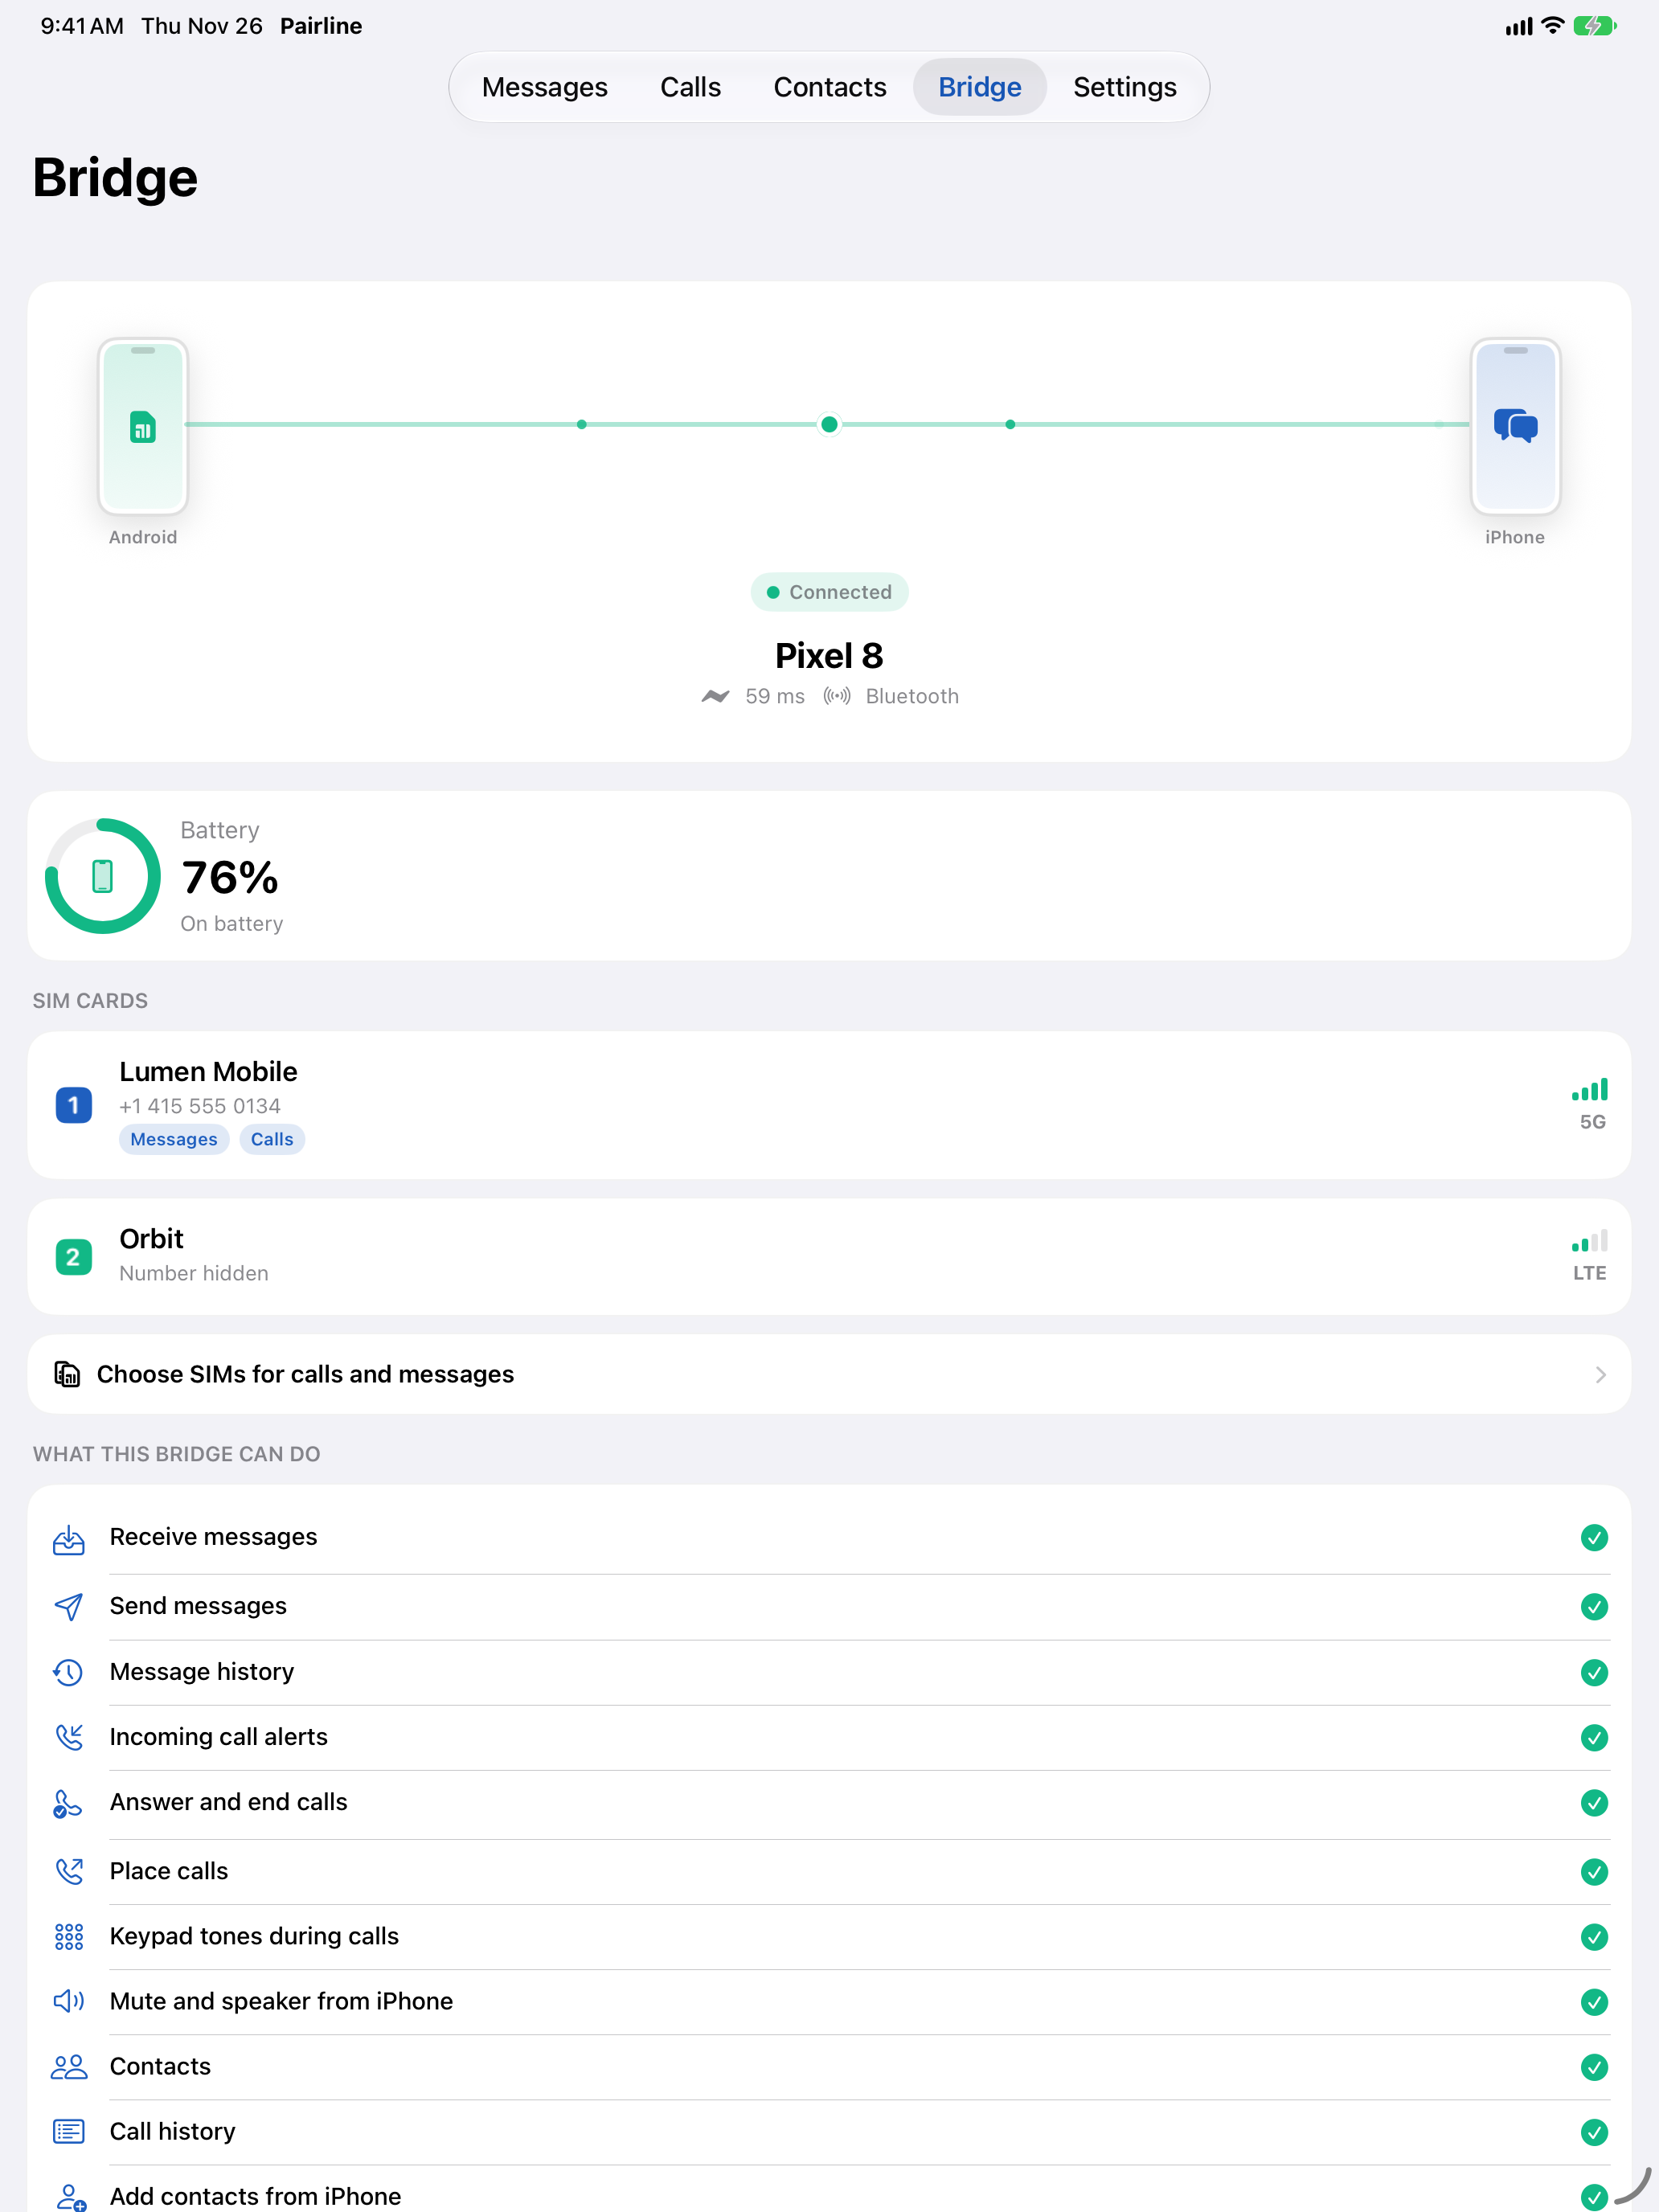 9:41 AM Thu Nov 26 Pairline
Messages Calls Contacts Bridge Settings
Bridge
Android
iPhone
Connected
Pixel 8
59 ms Bluetooth
Battery
76%
On battery
SIM CARDS
1
Lumen Mobile
+1 415 555 0134
Messages Calls
5G
2
Orbit
Number hidden
LTE
Choose SIMs for calls and messages
WHAT THIS BRIDGE CAN DO
Receive messages
Send messages
Message history
Incoming call alerts
Answer and end calls
Place calls
Keypad tones during calls
Mute and speaker from iPhone
Contacts
Call history
Add contacts from iPhone